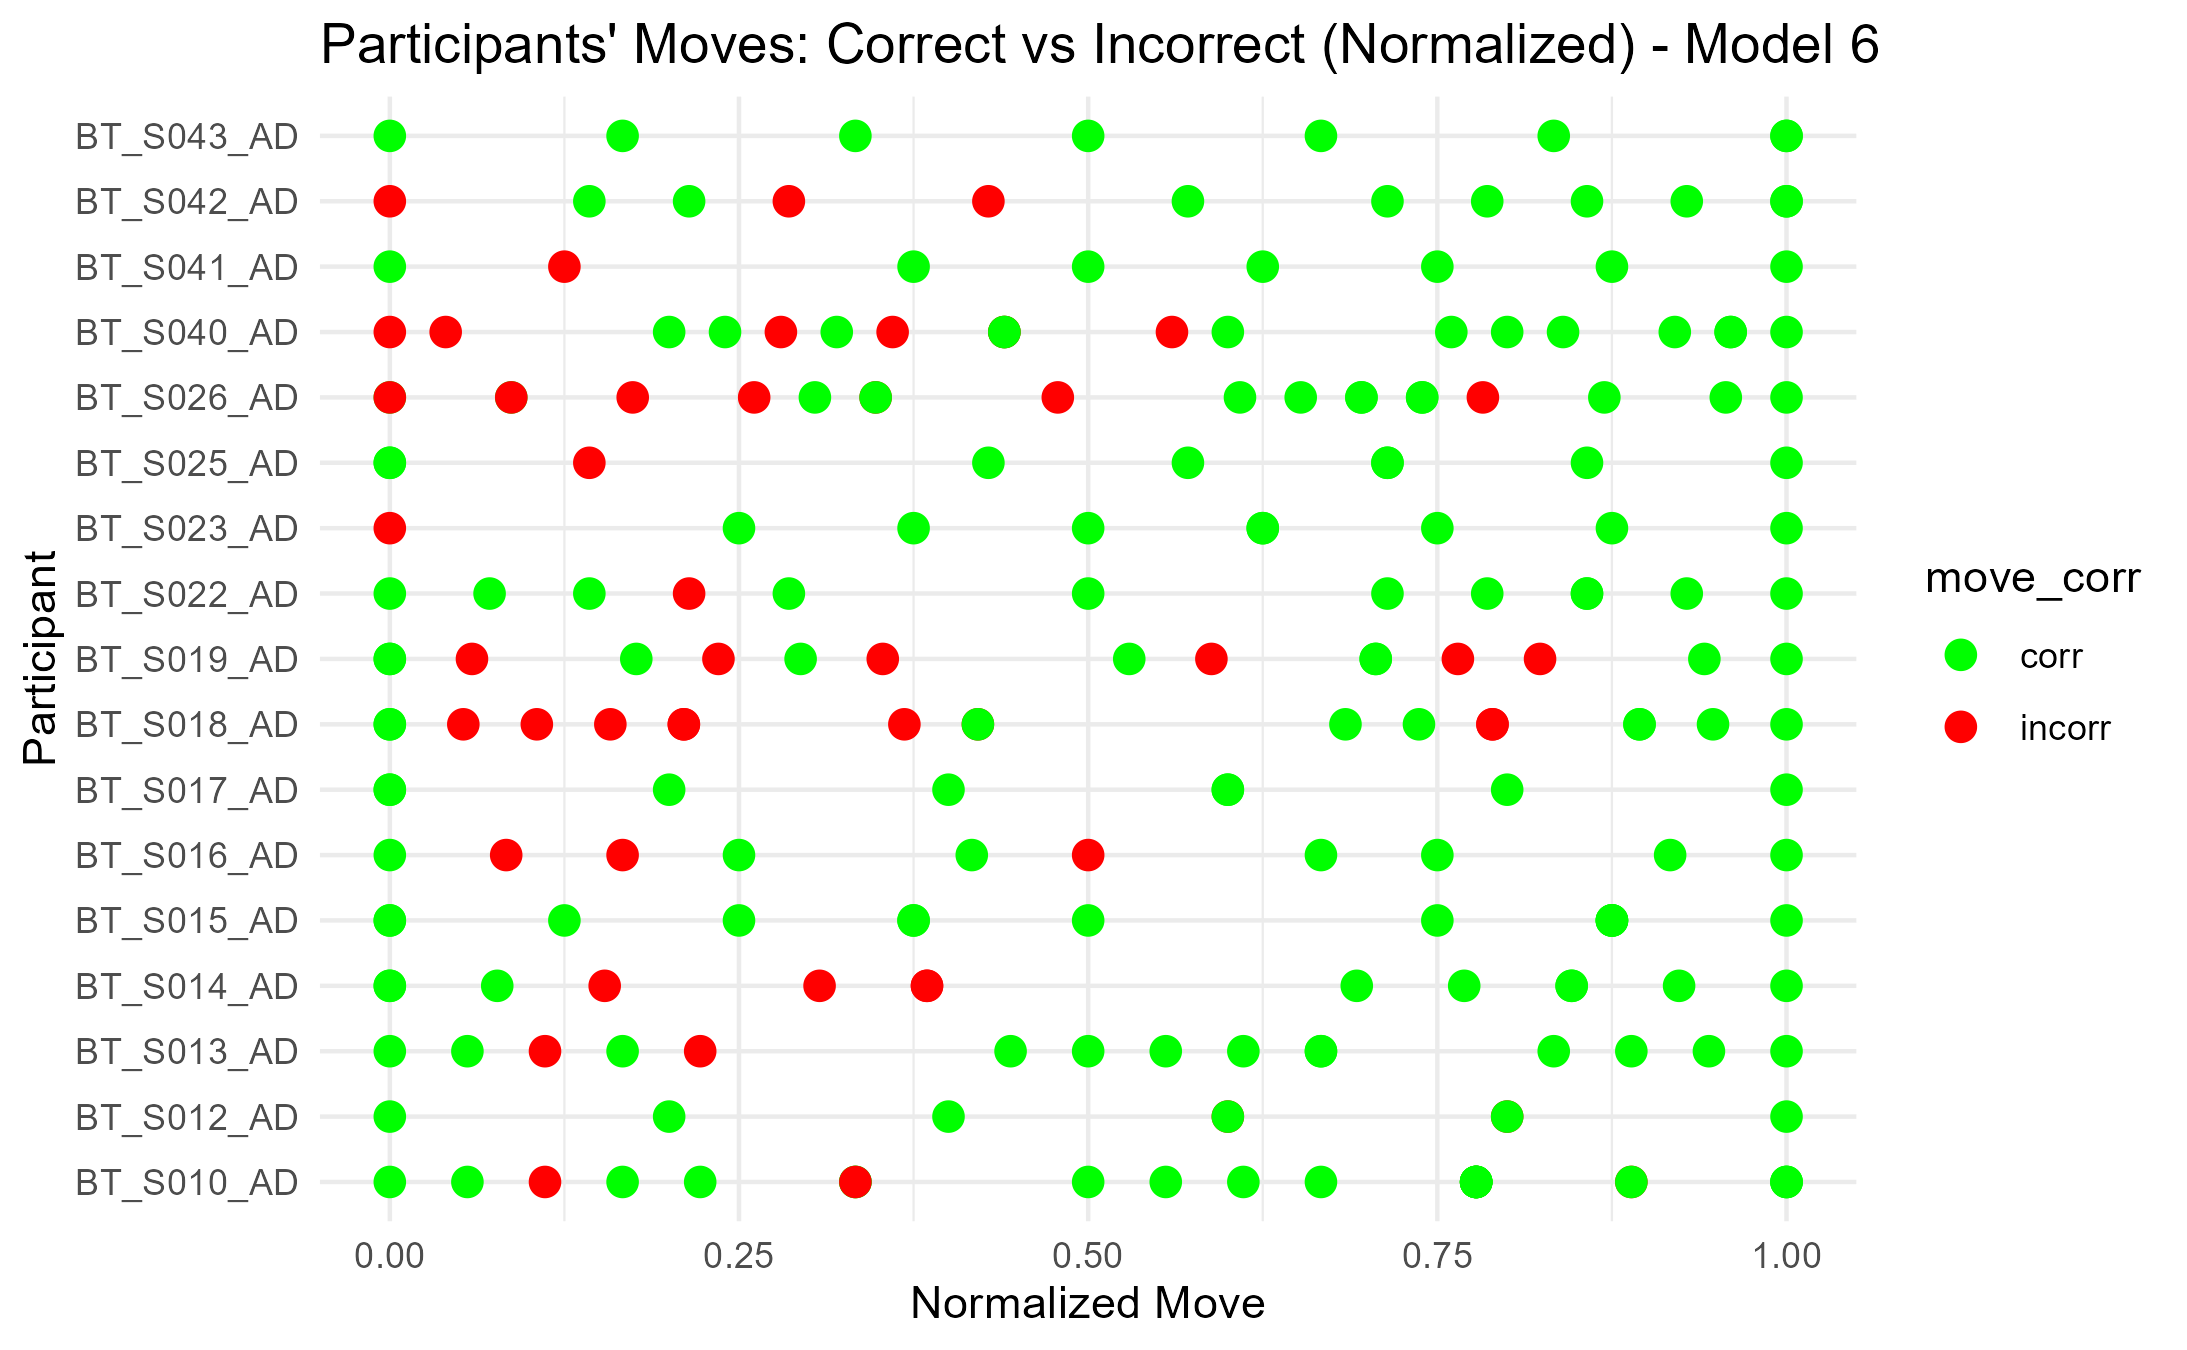 Participants' Moves: Correct vs Incorrect (Normalized) - Model 6
Participant
BT_S043_AD
BT_S042_AD
BT_S041_AD
BT_S040_AD
BT_S026_AD
BT_S025_AD
BT_S023_AD
BT_S022_AD
BT_S019_AD
BT_S018_AD
BT_S017_AD
BT_S016_AD
BT_S015_AD
BT_S014_AD
BT_S013_AD
BT_S012_AD
BT_S010_AD
0.00 0.25 0.50 0.75 1.00
Normalized Move
move_corr
corr
incorr